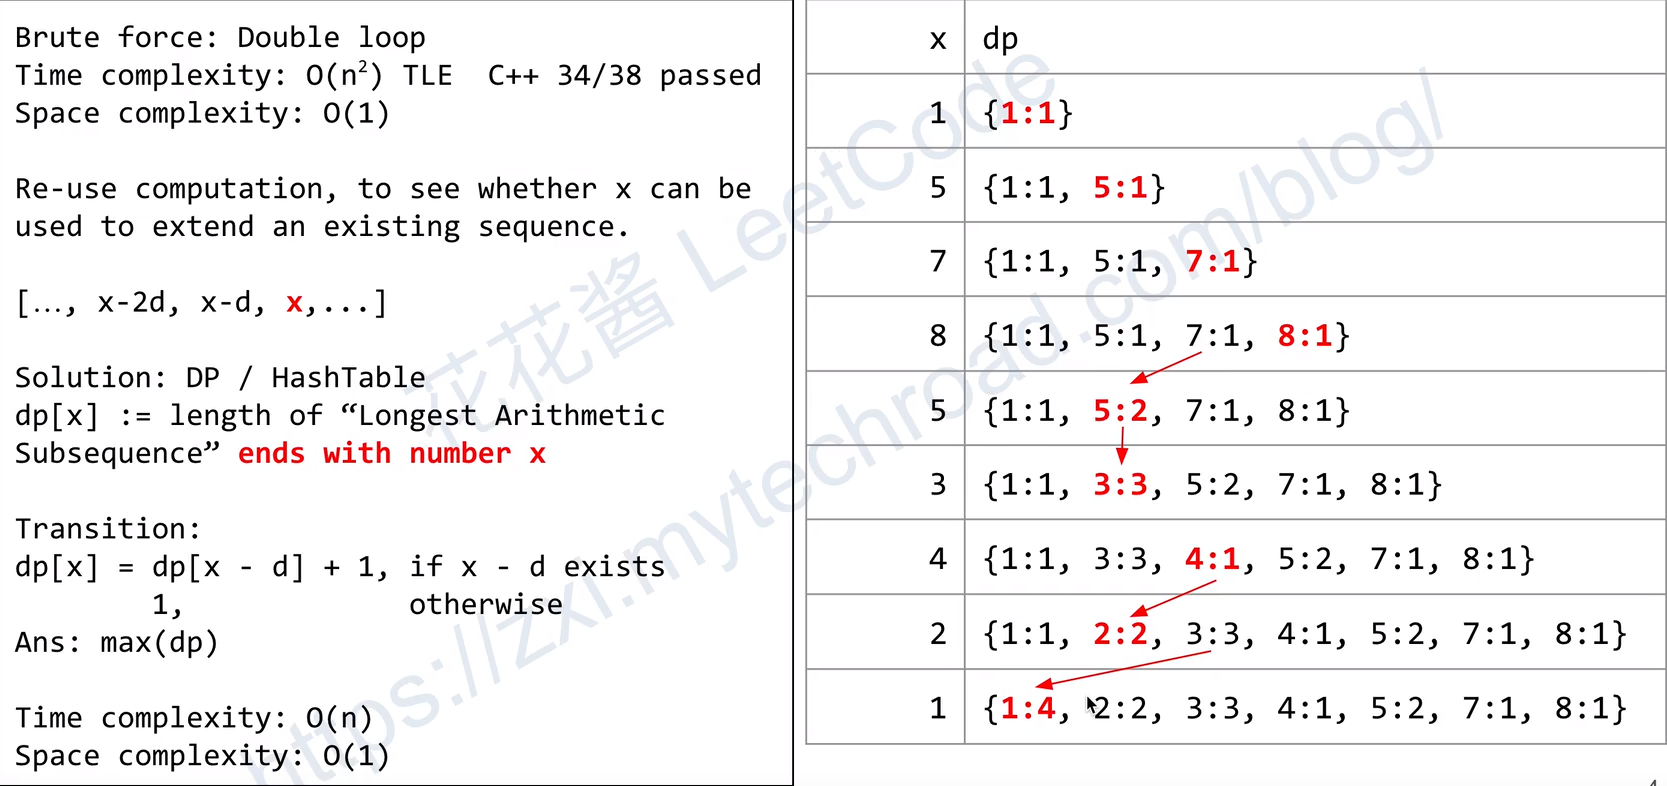 Brute force: Double loop
Time complexity: O(n²) TLE  C++ 34/38 passed
Space complexity: O(1)
Re-use computation, to see whether x can be
used to extend an existing sequence.
[..., x-2d, x-d, x,...]
Solution: DP / HashTable
dp[x] := length of “Longest Arithmetic
Subsequence” ends with number x
Transition:
dp[x] = dp[x - d] + 1, if x - d exists
1,              otherwise
Ans: max(dp)
Time complexity: O(n)
Space complexity: O(1)
x dp
1 {1:1}
5 {1:1, 5:1}
7 {1:1, 5:1, 7:1}
8 {1:1, 5:1, 7:1, 8:1}
5 {1:1, 5:2, 7:1, 8:1}
3 {1:1, 3:3, 5:2, 7:1, 8:1}
4 {1:1, 3:3, 4:1, 5:2, 7:1, 8:1}
2 {1:1, 2:2, 3:3, 4:1, 5:2, 7:1, 8:1}
1 {1:4, 2:2, 3:3, 4:1, 5:2, 7:1, 8:1}
花花酱 LeetCode
https://zxi.mytechroad.com/blog/